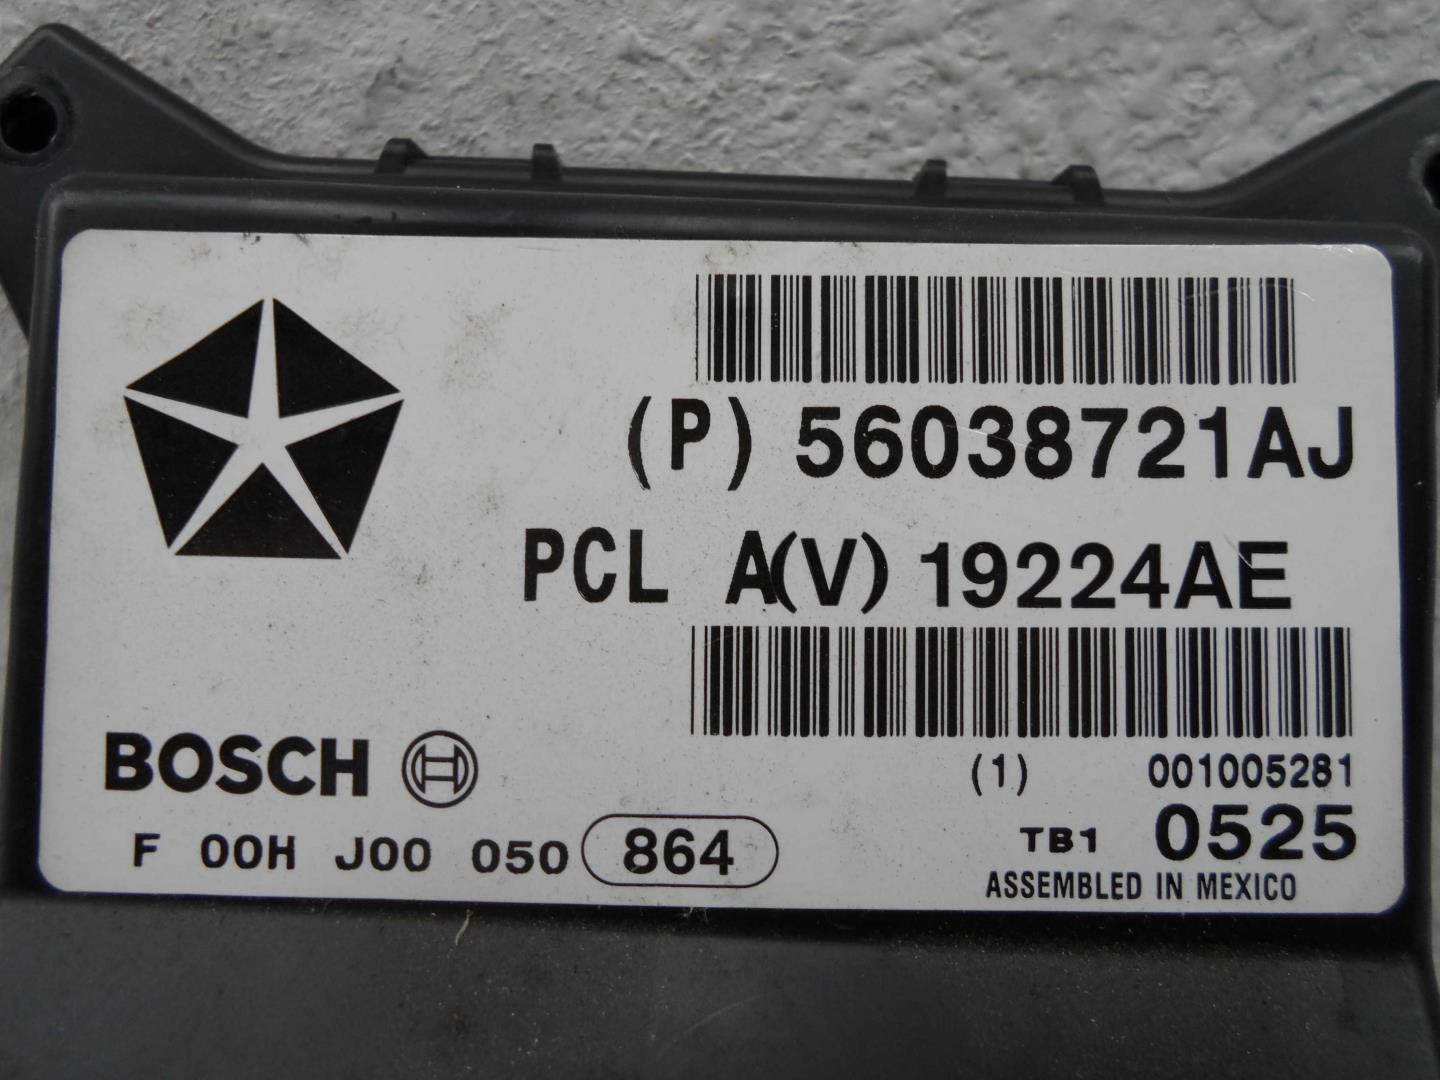 (P) 56038721AJ
PCL A(V) 19224AE
(1) 001005281
BOSCH
F 00H J00 050 864
TB1 0525
ASSEMBLED IN MEXICO